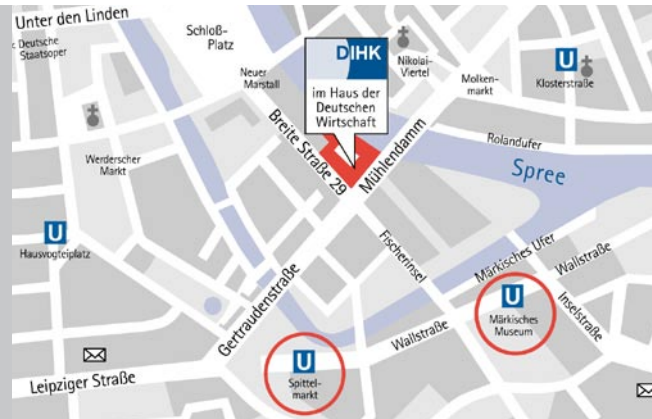 Unter den Linden
Deutsche
Staatsoper
Schloß-
Platz
Neuer
Marstall
DIHK
im Haus der
Deutschen
Wirtschaft
Nikolai-
Viertel
Molken-
markt
U
Klosterstraße
Werderscher
Markt
Breite Straße 29
Mühlendamm
Rolandufer
Spree
U
Hausvogteiplatz
Fischerinsel
Märkisches Ufer
Wallstraße
Gertraudenstraße
U
Märkisches
Museum
Inselstraße
Wallstraße
Leipziger Straße
U
Spittel-
markt